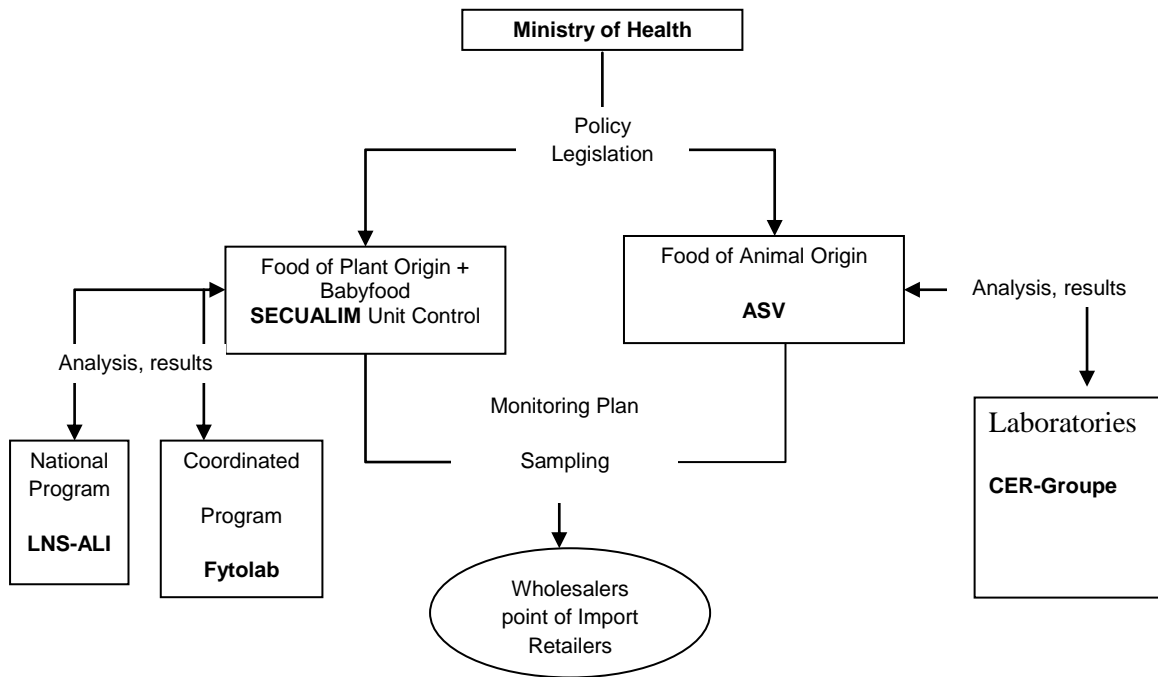 Ministry of Health
Policy
Legislation
Food of Plant Origin +
Babyfood
SECUALIM Unit Control
Food of Animal Origin
ASV
Analysis, results
Analysis, results
Monitoring Plan
Sampling
National
Program
LNS-ALI
Coordinated
Program
Fytolab
Laboratories
CER-Groupe
Wholesalers
point of Import
Retailers